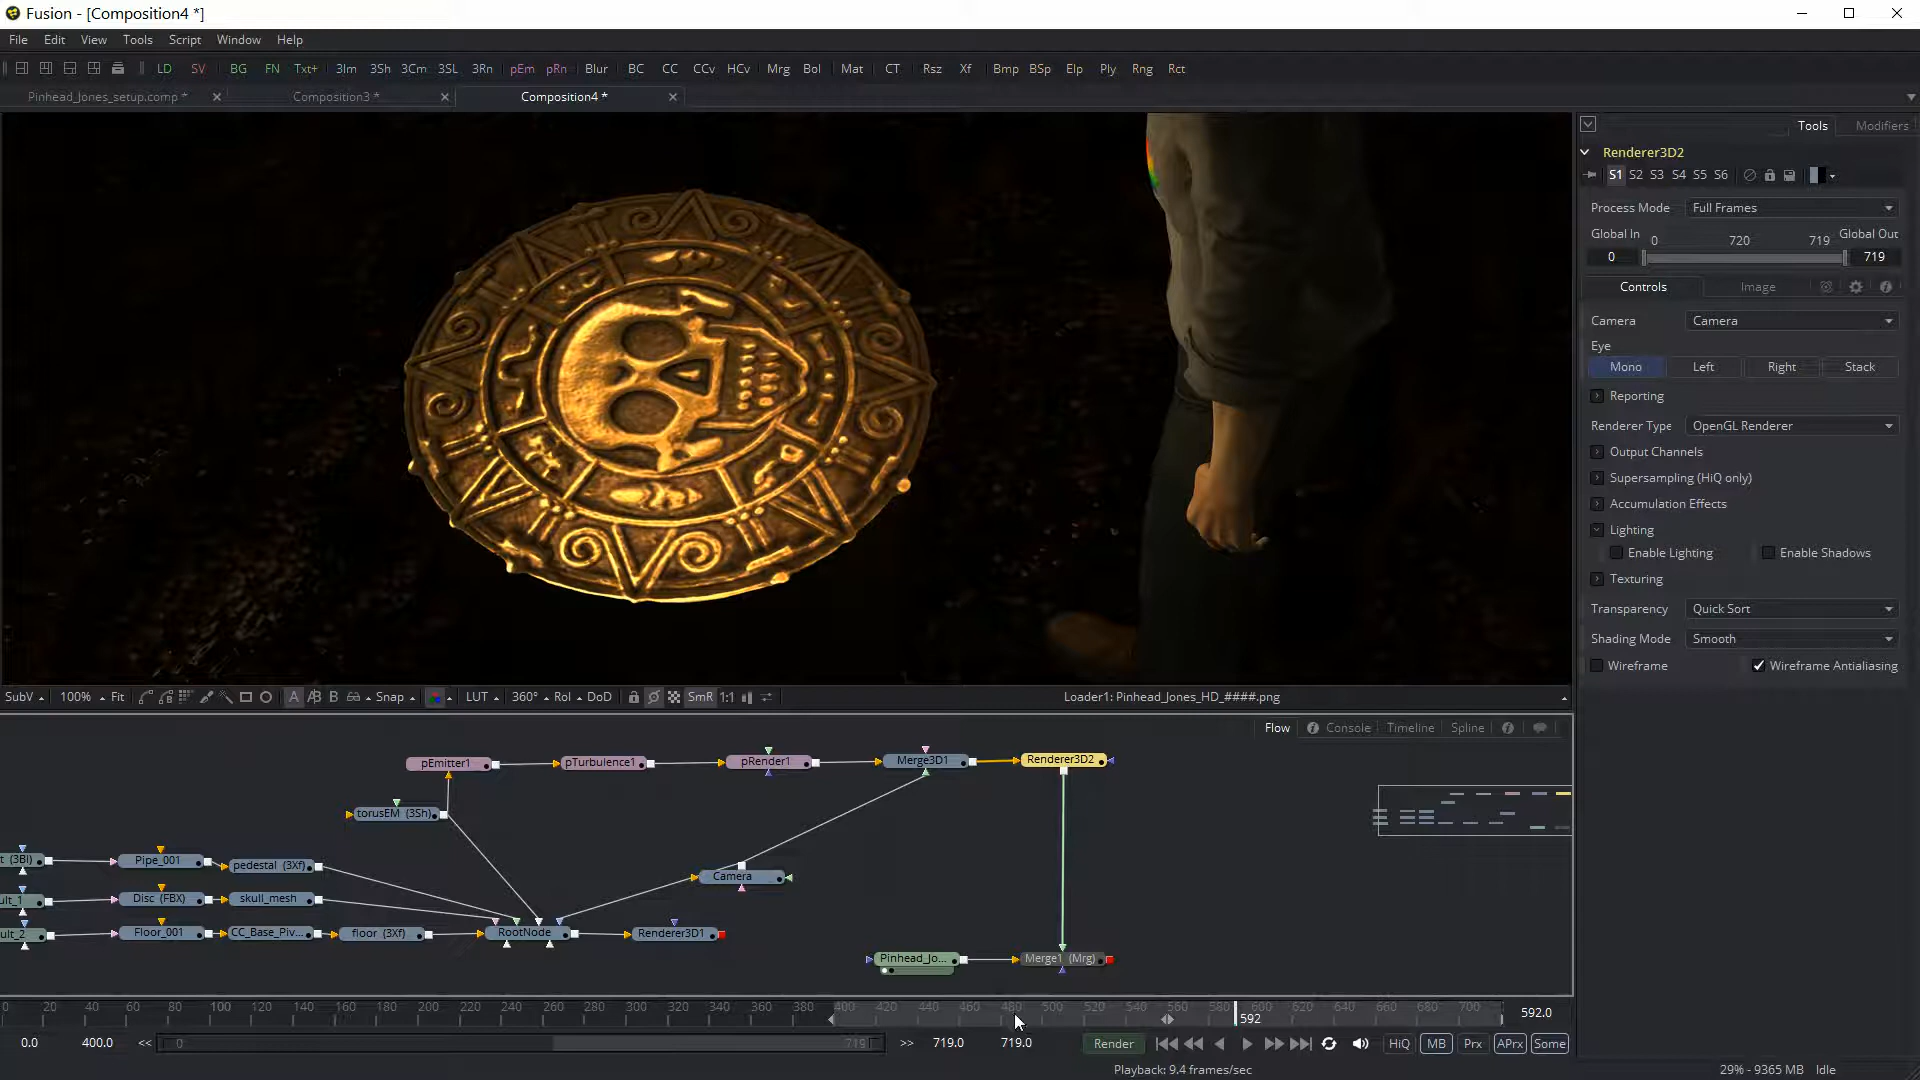 Fusion - [Composition4 *]
File Edit View Tools Script Window Help
LD SV BG FN Txt+ 3Im 3Sh 3Cm 3SL 3Rn pEm pRn Blur BC CC CCv HCv Mrg Bol Mat CT Rsz Xf Bmp BSp Elp Ply Rng Rct
Pinhead_Jones_setup.comp * Composition3 * Composition4 *
Tools Modifiers
Renderer3D2
S1 S2 S3 S4 S5 S6
Process Mode Full Frames
Global In 0 720 719 Global Out
0 719
Controls Image
Camera Camera
Eye
Mono Left Right Stack
Reporting
Renderer Type OpenGL Renderer
Output Channels
Supersampling (HiQ only)
Accumulation Effects
Lighting
Enable Lighting Enable Shadows
Texturing
Transparency Quick Sort
Shading Mode Smooth
Wireframe Wireframe Antialiasing
SubV 100% Fit A B Snap LUT 360° RoI DoD SmR 1:1 Loader1: Pinhead_Jones_HD_####.png
Flow Console Timeline Spline
pEmitter1 pTurbulence1 pRender1 Merge3D1 Renderer3D2
torusEM (3Sh)
t (3BI) Pipe_001 pedestal (3Xf) Camera
ult_1 Disc (FBX) skull_mesh
ult_2 Floor_001 CC_Base_Piv... floor (3Xf) RootNode Renderer3D1
Pinhead_Jo... Merge1 (Mrg)
0 20 40 60 80 100 120 140 160 180 200 220 240 260 280 300 320 340 360 380 400 420 440 460 480 500 520 540 560 580 600 620 640 660 680 700
592 592.0
0.0 400.0 << 0 719 >> 719.0 719.0 Render HiQ MB Prx APrx Some
Playback: 9.4 frames/sec 29% - 9365 MB Idle